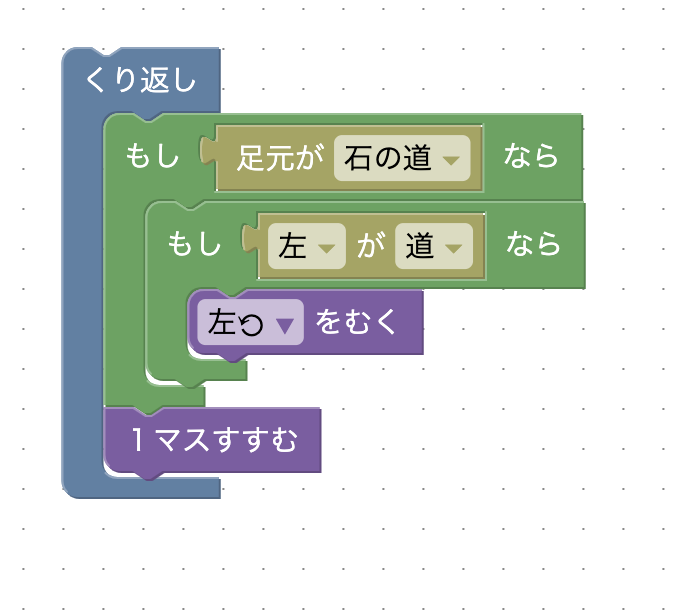 くり返し
もし 足元が 石の道 なら
もし 左 が 道 なら
左 をむく
1マスすすむ